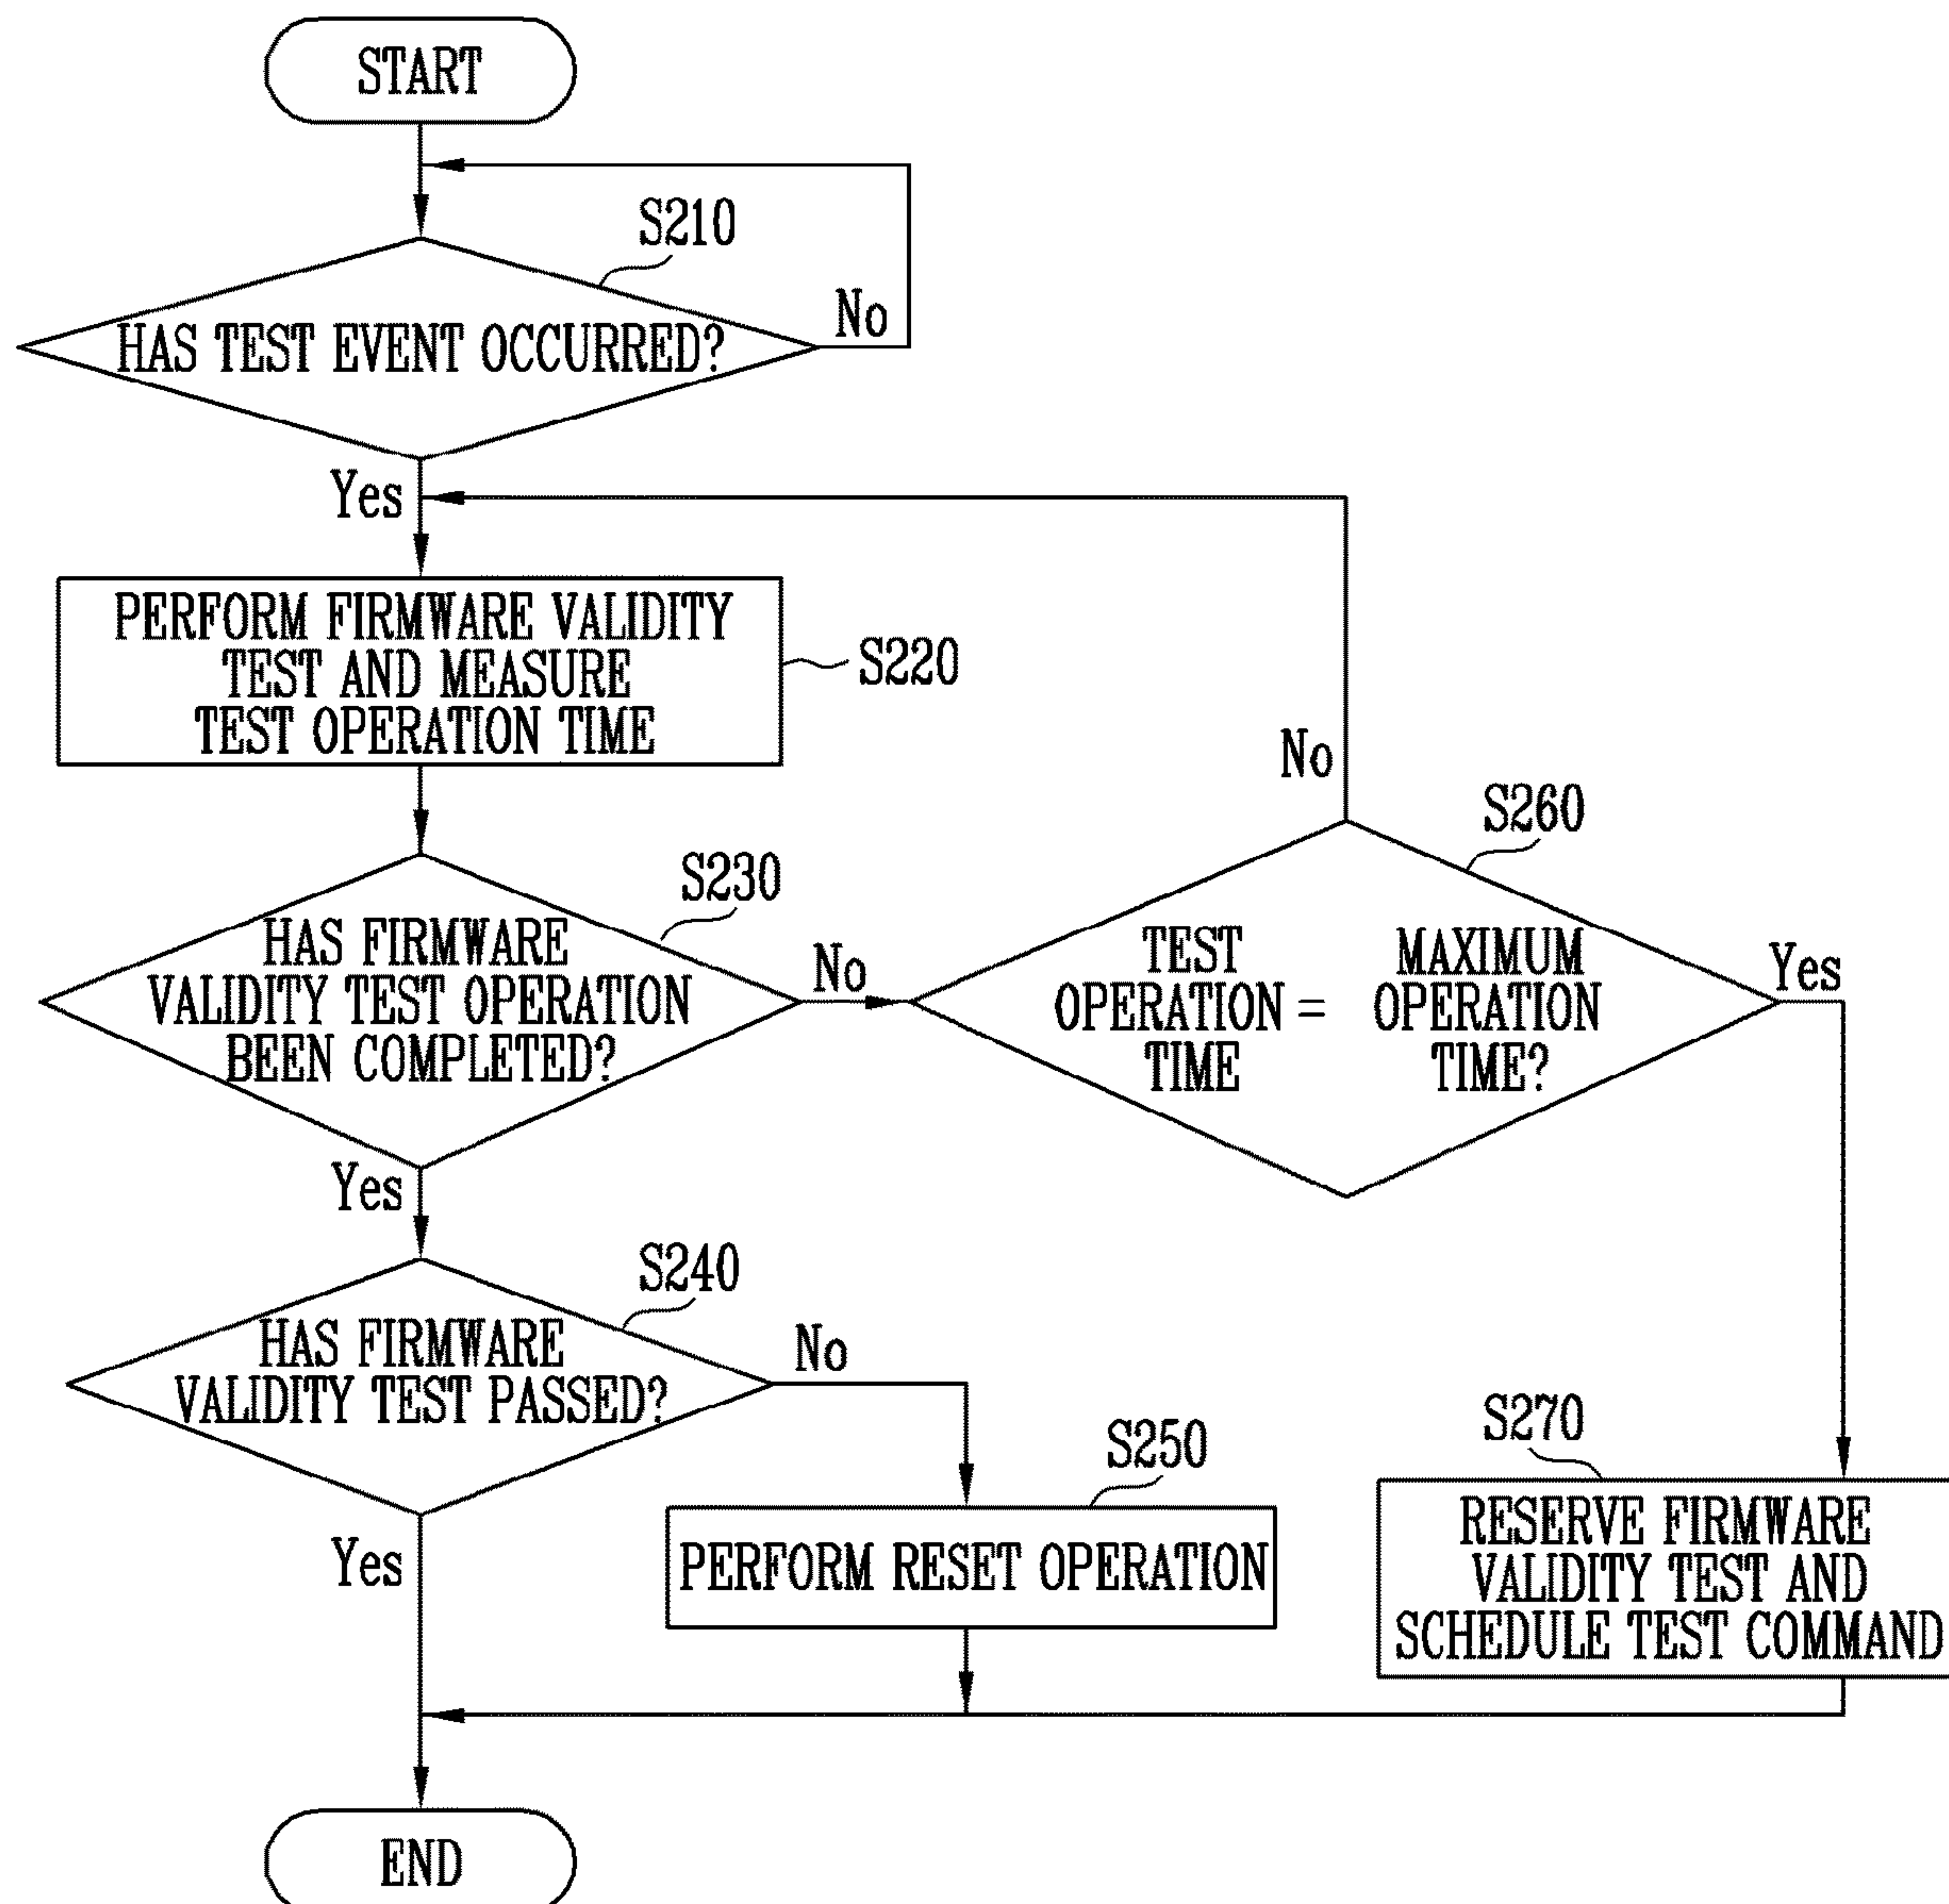 START
S210
HAS TEST EVENT OCCURRED?
No
Yes
PERFORM FIRMWARE VALIDITY
TEST AND MEASURE
TEST OPERATION TIME
S220
S230
HAS FIRMWARE
VALIDITY TEST OPERATION
BEEN COMPLETED?
No
Yes
No
S260
TEST
OPERATION
TIME
=
MAXIMUM
OPERATION
TIME?
Yes
S240
HAS FIRMWARE
VALIDITY TEST PASSED?
No
Yes
S250
PERFORM RESET OPERATION
S270
RESERVE FIRMWARE
VALIDITY TEST AND
SCHEDULE TEST COMMAND
END